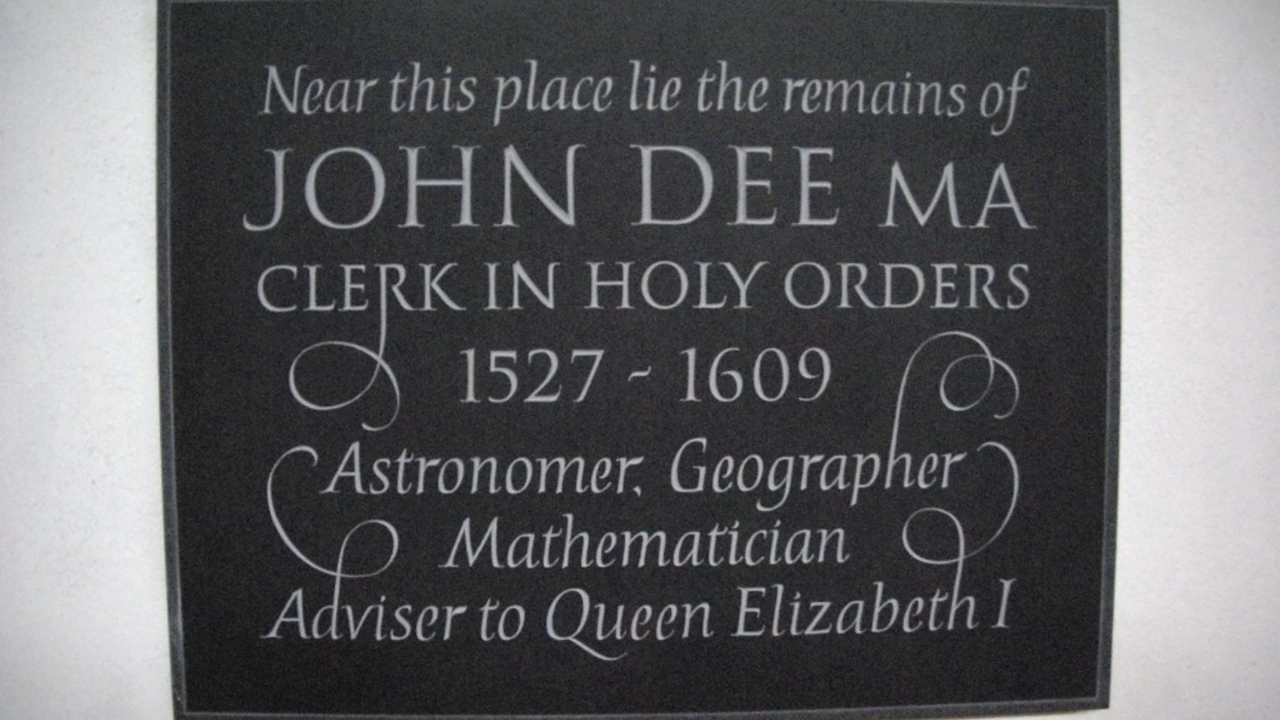 Near this place lie the remains of
JOHN DEE MA
CLERK IN HOLY ORDERS
1527 - 1609
Astronomer, Geographer
Mathematician
Adviser to Queen Elizabeth I